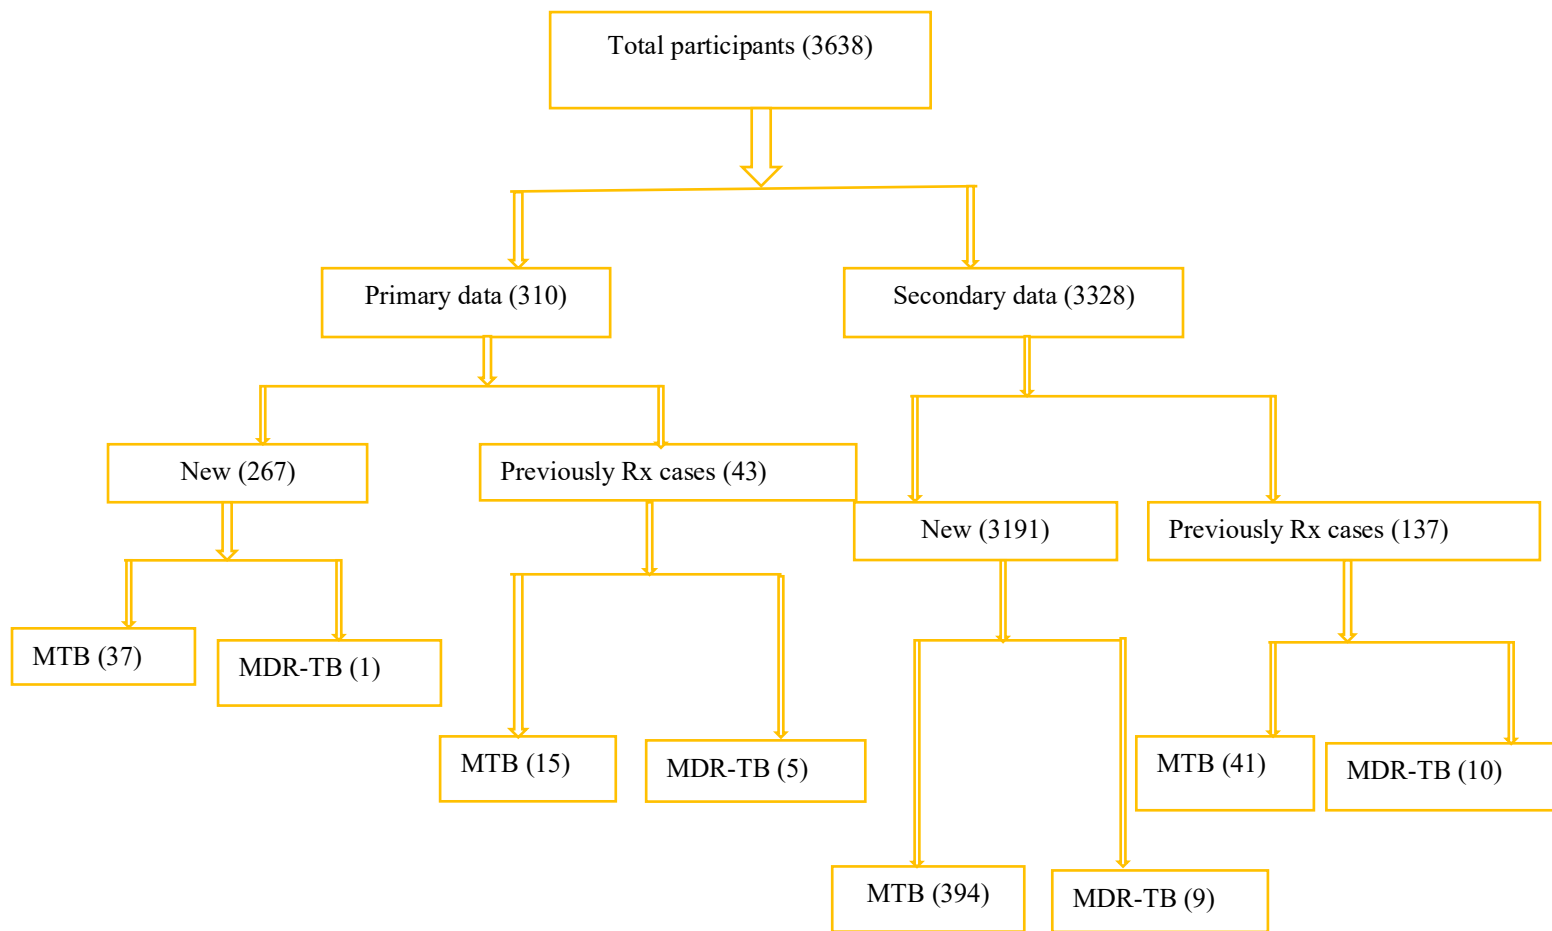 Total participants (3638)
Primary data (310)
Secondary data (3328)
New (267)
Previously Rx cases (43)
New (3191)
Previously Rx cases (137)
MTB (37)
MDR-TB (1)
MTB (15)
MDR-TB (5)
MTB (41)
MDR-TB (10)
MTB (394)
MDR-TB (9)